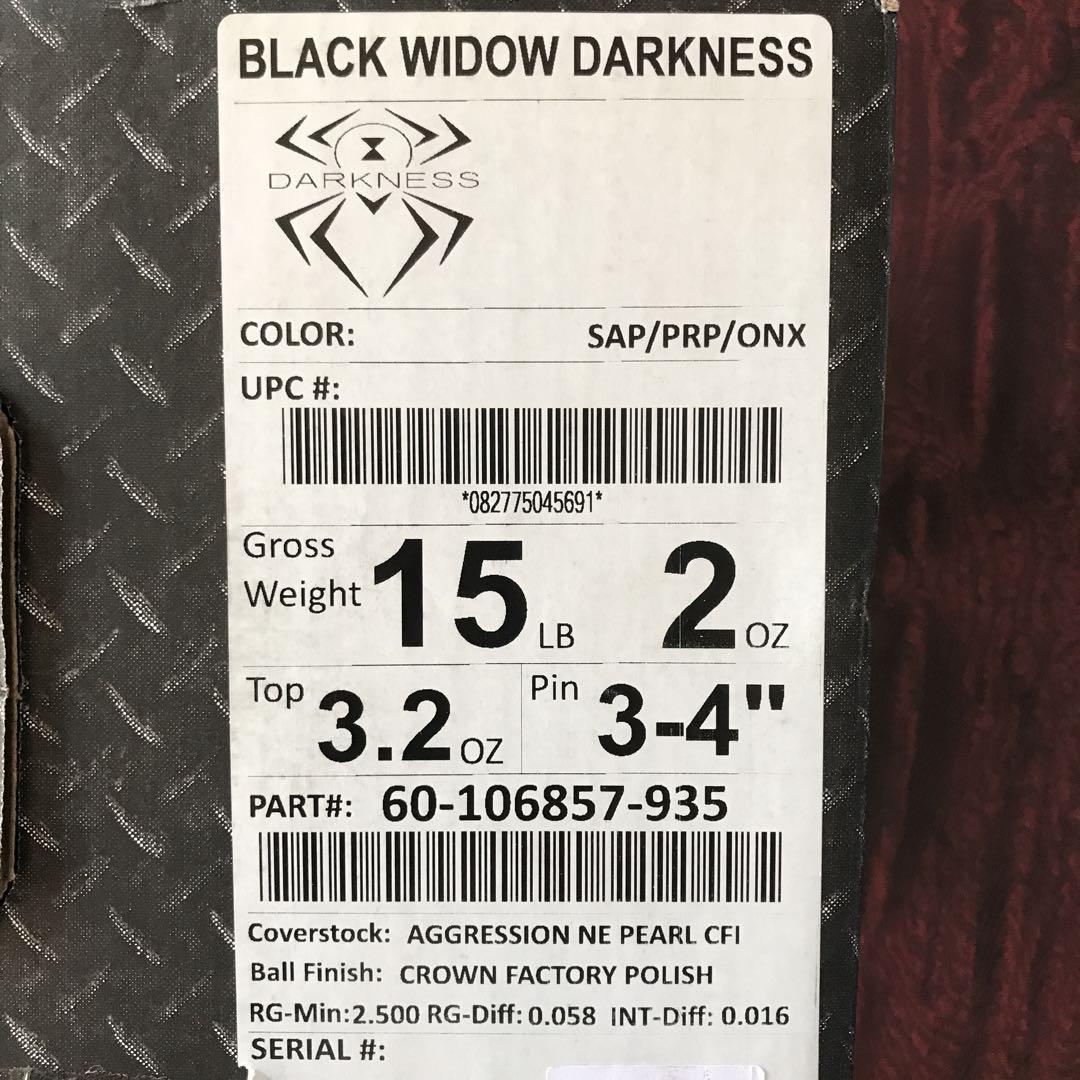 BLACK WIDOW DARKNESS
DARKNESS
COLOR: SAP/PRP/ONX
UPC #:
*082775045691*
Gross Weight 15 LB 2 OZ
Top 3.2 OZ Pin 3-4"
PART#: 60-106857-935
Coverstock: AGGRESSION NE PEARL CFI
Ball Finish: CROWN FACTORY POLISH
RG-Min:2.500 RG-Diff: 0.058 INT-Diff: 0.016
SERIAL #: